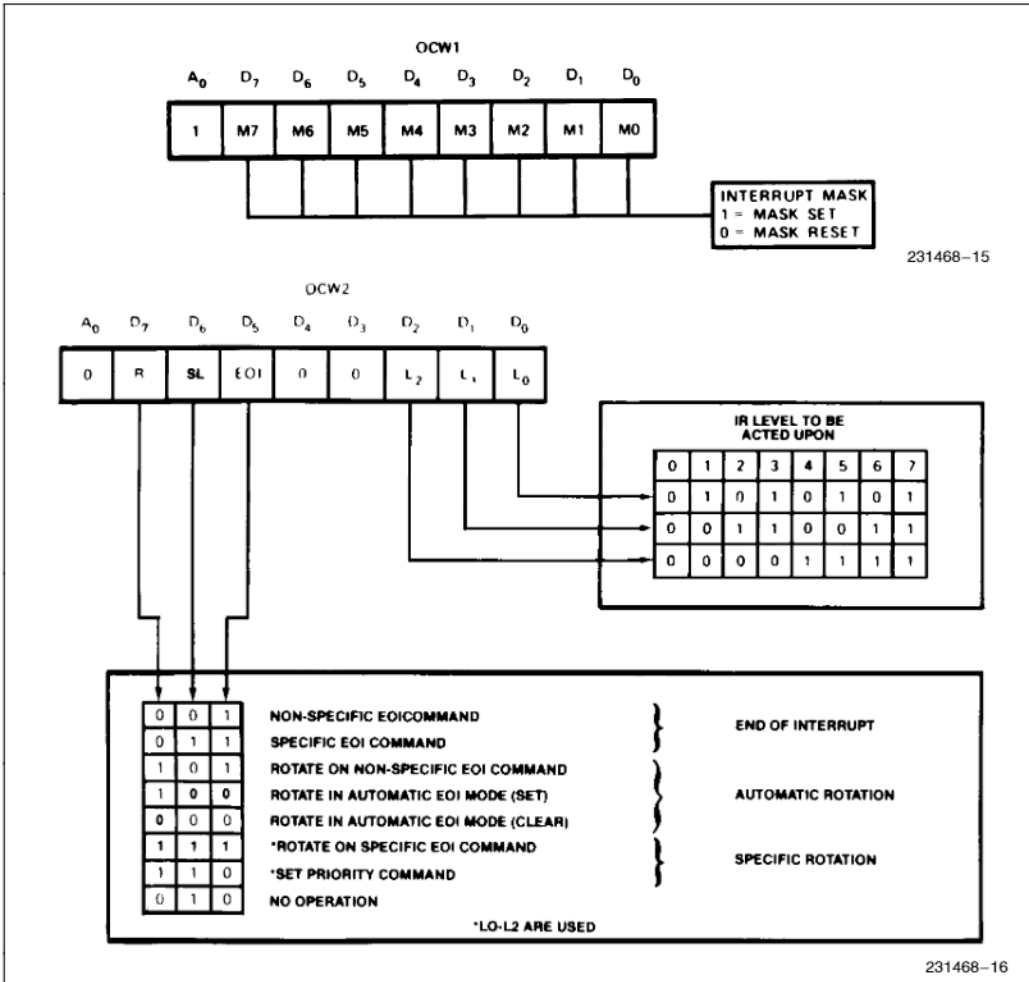 OCW1
A0 D7 D6 D5 D4 D3 D2 D1 D0
1 M7 M6 M5 M4 M3 M2 M1 M0
INTERRUPT MASK
1 = MASK SET
0 = MASK RESET
231468–15
OCW2
A0 D7 D6 D5 D4 D3 D2 D1 D0
0 R SL EOI 0 0 L2 L1 L0
IR LEVEL TO BE
ACTED UPON
0 1 2 3 4 5 6 7
0 1 0 1 0 1 0 1
0 0 1 1 0 0 1 1
0 0 0 0 1 1 1 1
0 0 1 NON-SPECIFIC EOICOMMAND
0 1 1 SPECIFIC EOI COMMAND
END OF INTERRUPT
1 0 1 ROTATE ON NON-SPECIFIC EOI COMMAND
1 0 0 ROTATE IN AUTOMATIC EOI MODE (SET)
0 0 0 ROTATE IN AUTOMATIC EOI MODE (CLEAR)
AUTOMATIC ROTATION
1 1 1 *ROTATE ON SPECIFIC EOI COMMAND
1 1 0 *SET PRIORITY COMMAND
SPECIFIC ROTATION
0 1 0 NO OPERATION
*LO-L2 ARE USED
231468–16